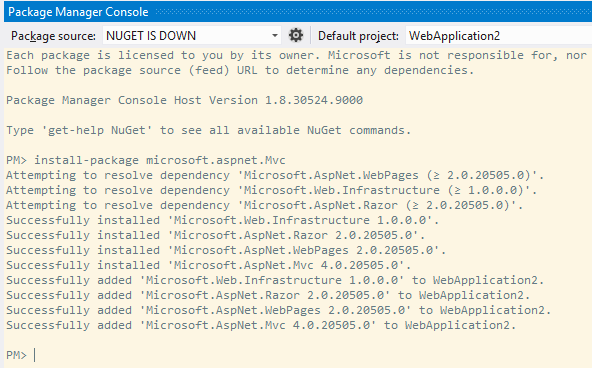 Package Manager Console
Package source: NUGET IS DOWN Default project: WebApplication2
Each package is licensed to you by its owner. Microsoft is not responsible for, nor
Follow the package source (feed) URL to determine any dependencies.
Package Manager Console Host Version 1.8.30524.9000
Type 'get-help NuGet' to see all available NuGet commands.
PM> install-package microsoft.aspnet.Mvc
Attempting to resolve dependency 'Microsoft.AspNet.WebPages (≥ 2.0.20505.0)'.
Attempting to resolve dependency 'Microsoft.Web.Infrastructure (≥ 1.0.0.0)'.
Attempting to resolve dependency 'Microsoft.AspNet.Razor (≥ 2.0.20505.0)'.
Successfully installed 'Microsoft.Web.Infrastructure 1.0.0.0'.
Successfully installed 'Microsoft.AspNet.Razor 2.0.20505.0'.
Successfully installed 'Microsoft.AspNet.WebPages 2.0.20505.0'.
Successfully installed 'Microsoft.AspNet.Mvc 4.0.20505.0'.
Successfully added 'Microsoft.Web.Infrastructure 1.0.0.0' to WebApplication2.
Successfully added 'Microsoft.AspNet.Razor 2.0.20505.0' to WebApplication2.
Successfully added 'Microsoft.AspNet.WebPages 2.0.20505.0' to WebApplication2.
Successfully added 'Microsoft.AspNet.Mvc 4.0.20505.0' to WebApplication2.
PM>